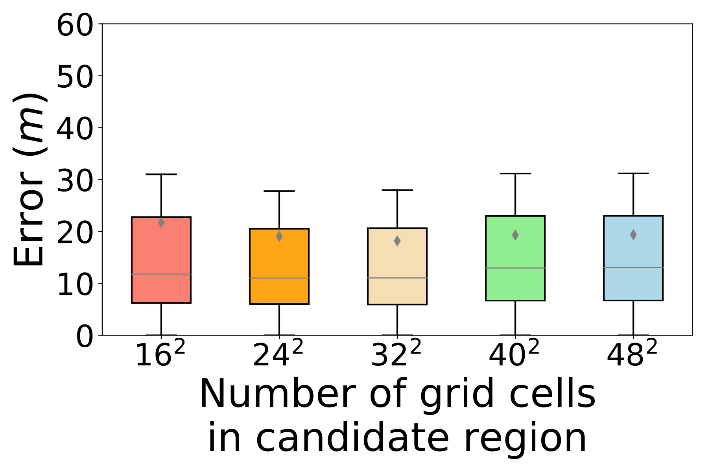 60
50
40
30
20
10
0
Error (m)
16² 24² 32² 40² 48²
Number of grid cells
in candidate region